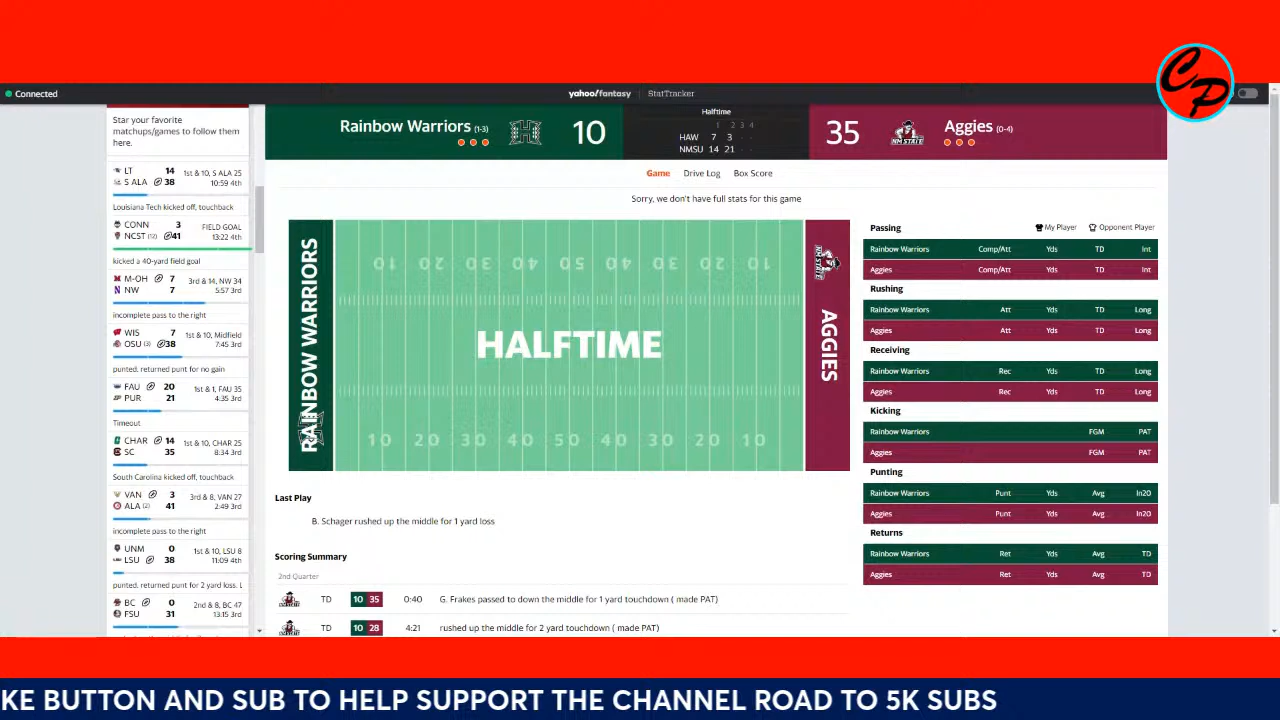 CP
Connected
yahoo!fantasy StatTracker
Star your favorite
matchups/games to follow them
here.
LT 14 1st & 10, S ALA 25
S ALA 38 10:59 4th
Louisiana Tech kicked off, touchback
CONN 3 FIELD GOAL
NCST (12) 41 13:22 4th
kicked a 40-yard field goal
M-OH 7 3rd & 14, NW 34
NW 7 5:57 3rd
incomplete pass to the right
WIS 7 1st & 10, Midfield
OSU (3) 38 7:45 3rd
punted. returned punt for no gain
FAU 20 1st & 1, FAU 35
PUR 21 4:35 3rd
Timeout
CHAR 14 1st & 10, CHAR 25
SC 35 8:34 3rd
South Carolina kicked off, touchback
VAN 3 3rd & 8, VAN 27
ALA (2) 41 2:49 3rd
incomplete pass to the right
UNM 0 1st & 10, LSU 8
LSU 38 11:09 4th
punted. returned punt for 2 yard loss. L
BC 0 2nd & 8, BC 47
FSU 31 13:15 3rd
Rainbow Warriors (1-3) H 10
Halftime
1 2 3 4
HAW 7 3 - -
NMSU 14 21 - -
35 NM STATE Aggies (0-4)
Game Drive Log Box Score
Sorry, we don't have full stats for this game
RAINBOW WARRIORS
10 20 30 40 50 40 30 20 10
HALFTIME
10 20 30 40 50 40 30 20 10
NM STATE
AGGIES
Passing My Player Opponent Player
Rainbow Warriors Comp/Att Yds TD Int
Aggies Comp/Att Yds TD Int
Rushing
Rainbow Warriors Att Yds TD Long
Aggies Att Yds TD Long
Receiving
Rainbow Warriors Rec Yds TD Long
Aggies Rec Yds TD Long
Kicking
Rainbow Warriors FGM PAT
Aggies FGM PAT
Punting
Rainbow Warriors Punt Yds Avg In20
Aggies Punt Yds Avg In20
Returns
Rainbow Warriors Ret Yds Avg TD
Aggies Ret Yds Avg TD
Last Play
B. Schager rushed up the middle for 1 yard loss
Scoring Summary
2nd Quarter
TD 10 35 0:40 G. Frakes passed to down the middle for 1 yard touchdown ( made PAT)
TD 10 28 4:21 rushed up the middle for 2 yard touchdown ( made PAT)
KE BUTTON AND SUB TO HELP SUPPORT THE CHANNEL ROAD TO 5K SUBS